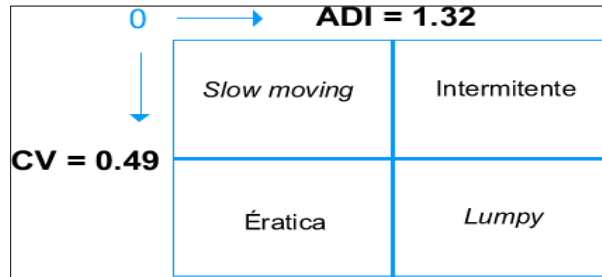 0 ADI = 1.32
Slow moving Intermitente
CV = 0.49
Ératica Lumpy